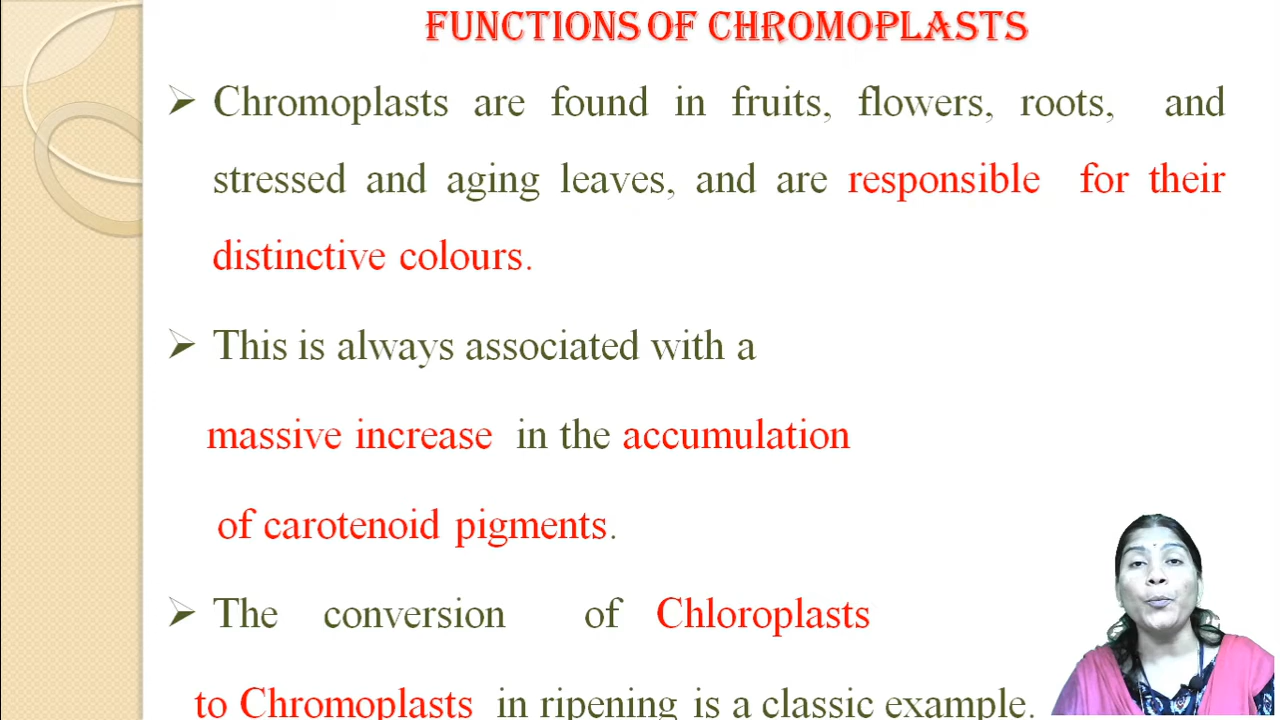 FUNCTIONS OF CHROMOPLASTS
Chromoplasts are found in fruits, flowers, roots, and
stressed and aging leaves, and are responsible for their
distinctive colours.
This is always associated with a
massive increase in the accumulation
of carotenoid pigments.
The conversion of Chloroplasts
to Chromoplasts in ripening is a classic example.